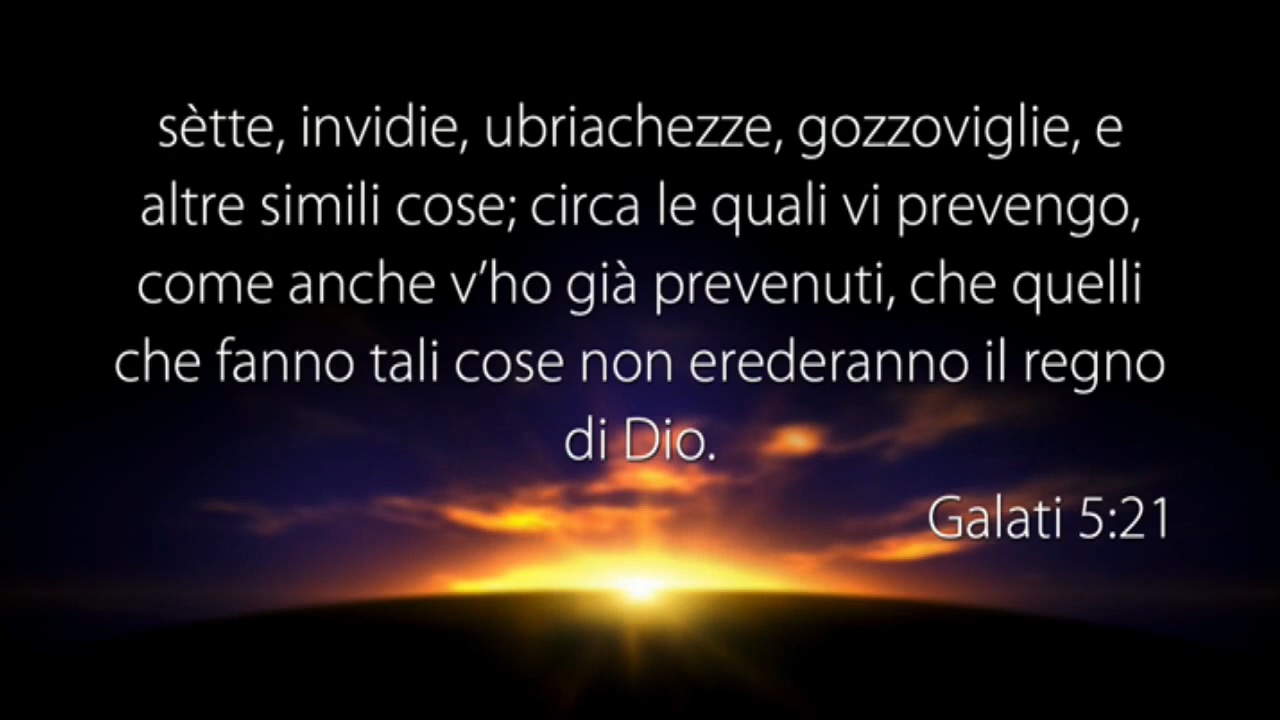 sètte, invidie, ubriachezze, gozzoviglie, e
altre simili cose; circa le quali vi prevengo,
come anche v’ho già prevenuti, che quelli
che fanno tali cose non erederanno il regno
di Dio.
Galati 5:21